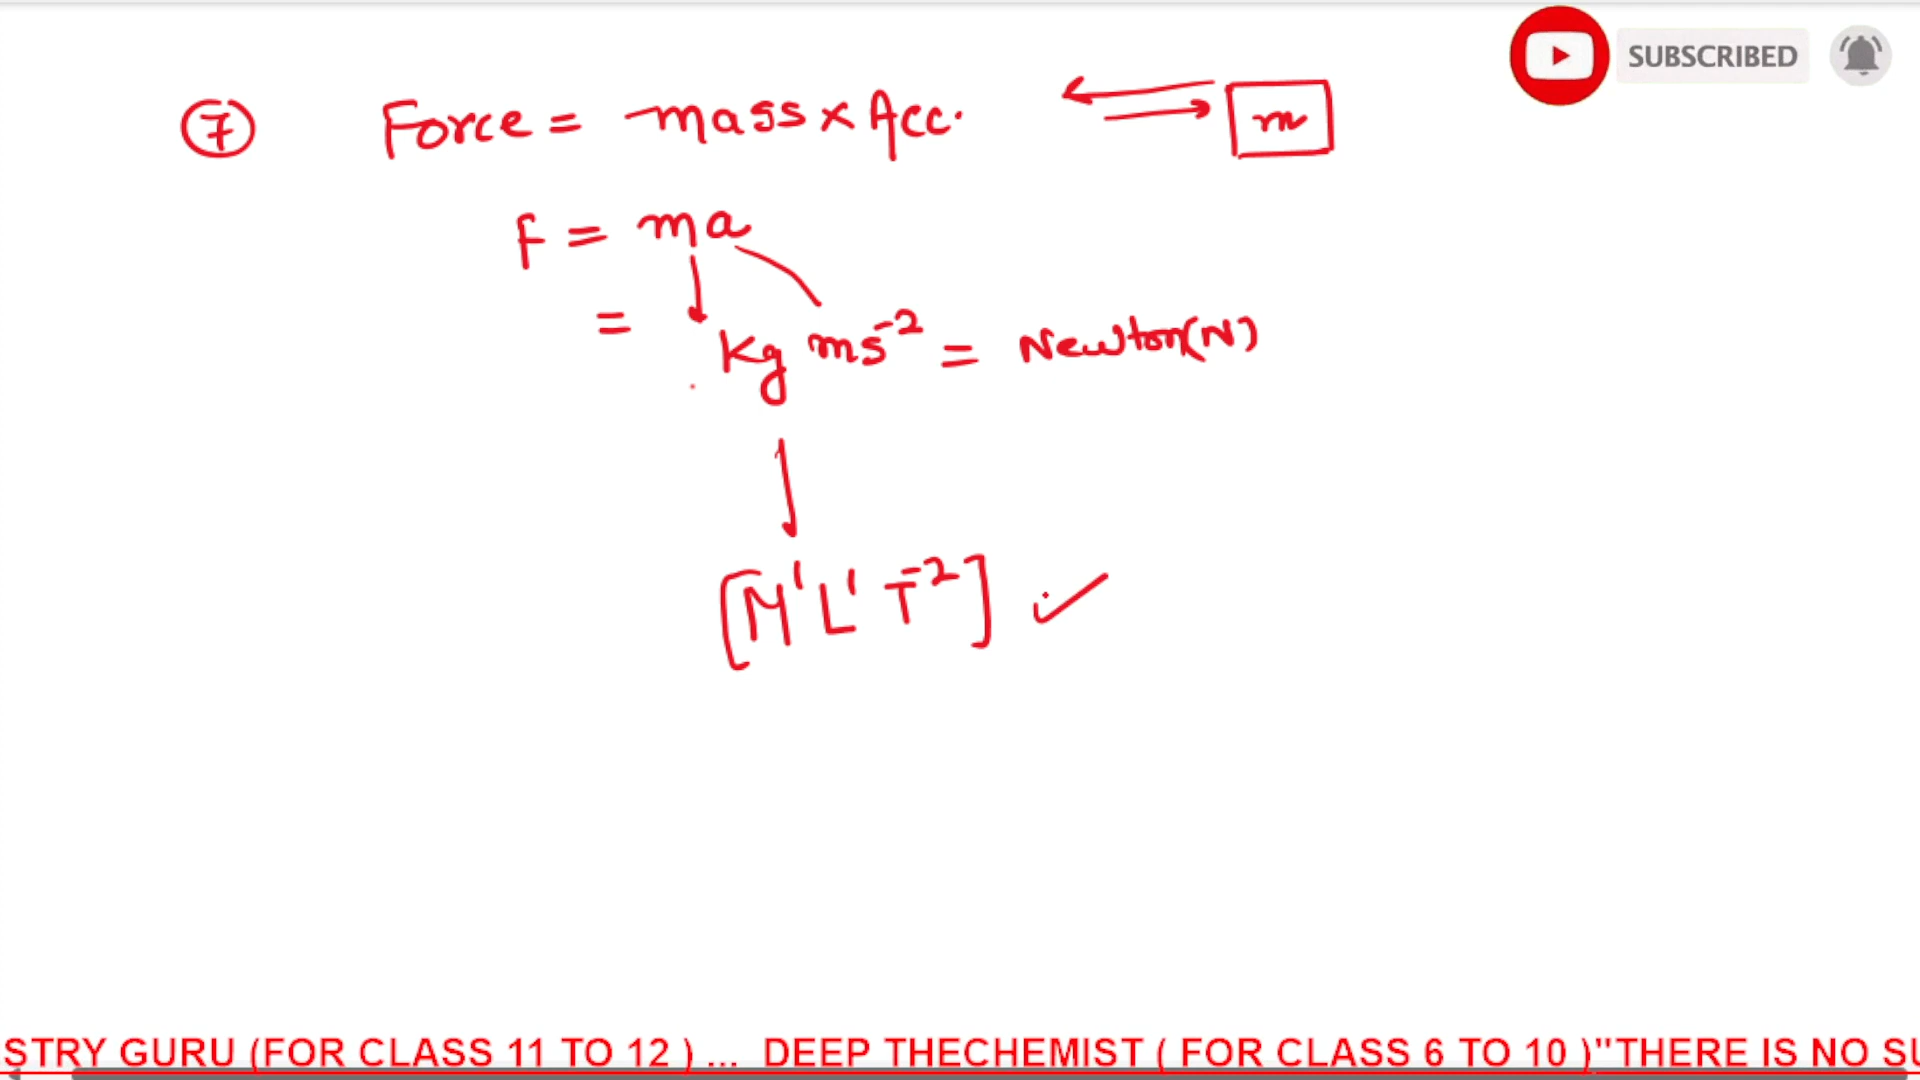 SUBSCRIBED
⑦ Force = mass × Acc. m
F = ma
= kg ms⁻² = Newton(N)
[M¹L¹T⁻²] ✓
STRY GURU (FOR CLASS 11 TO 12 ) ... DEEP THECHEMIST ( FOR CLASS 6 TO 10 )"THERE IS NO SU